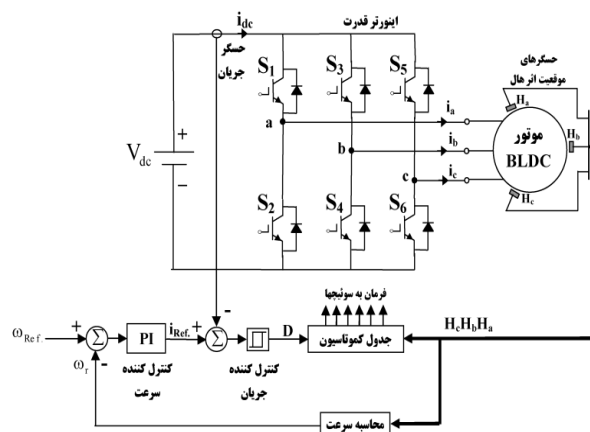 i_dc
اینورتر قدرت
حسگر
جریان
S₁
S₃
S₅
حسگرهای
موقعیت اثر هال
H_a
a
i_a
+
V_dc
−
b
i_b
موتور
BLDC
H_b
c
i_c
H_c
S₂
S₄
S₆
فرمان به سوئیچها
-
ω_Ref.
+
Σ
PI
i_Ref.
+
Σ
D
جدول کموتاسیون
H_cH_bH_a
ω_r
-
کنترل کننده
سرعت
کنترل کننده
جریان
محاسبه سرعت